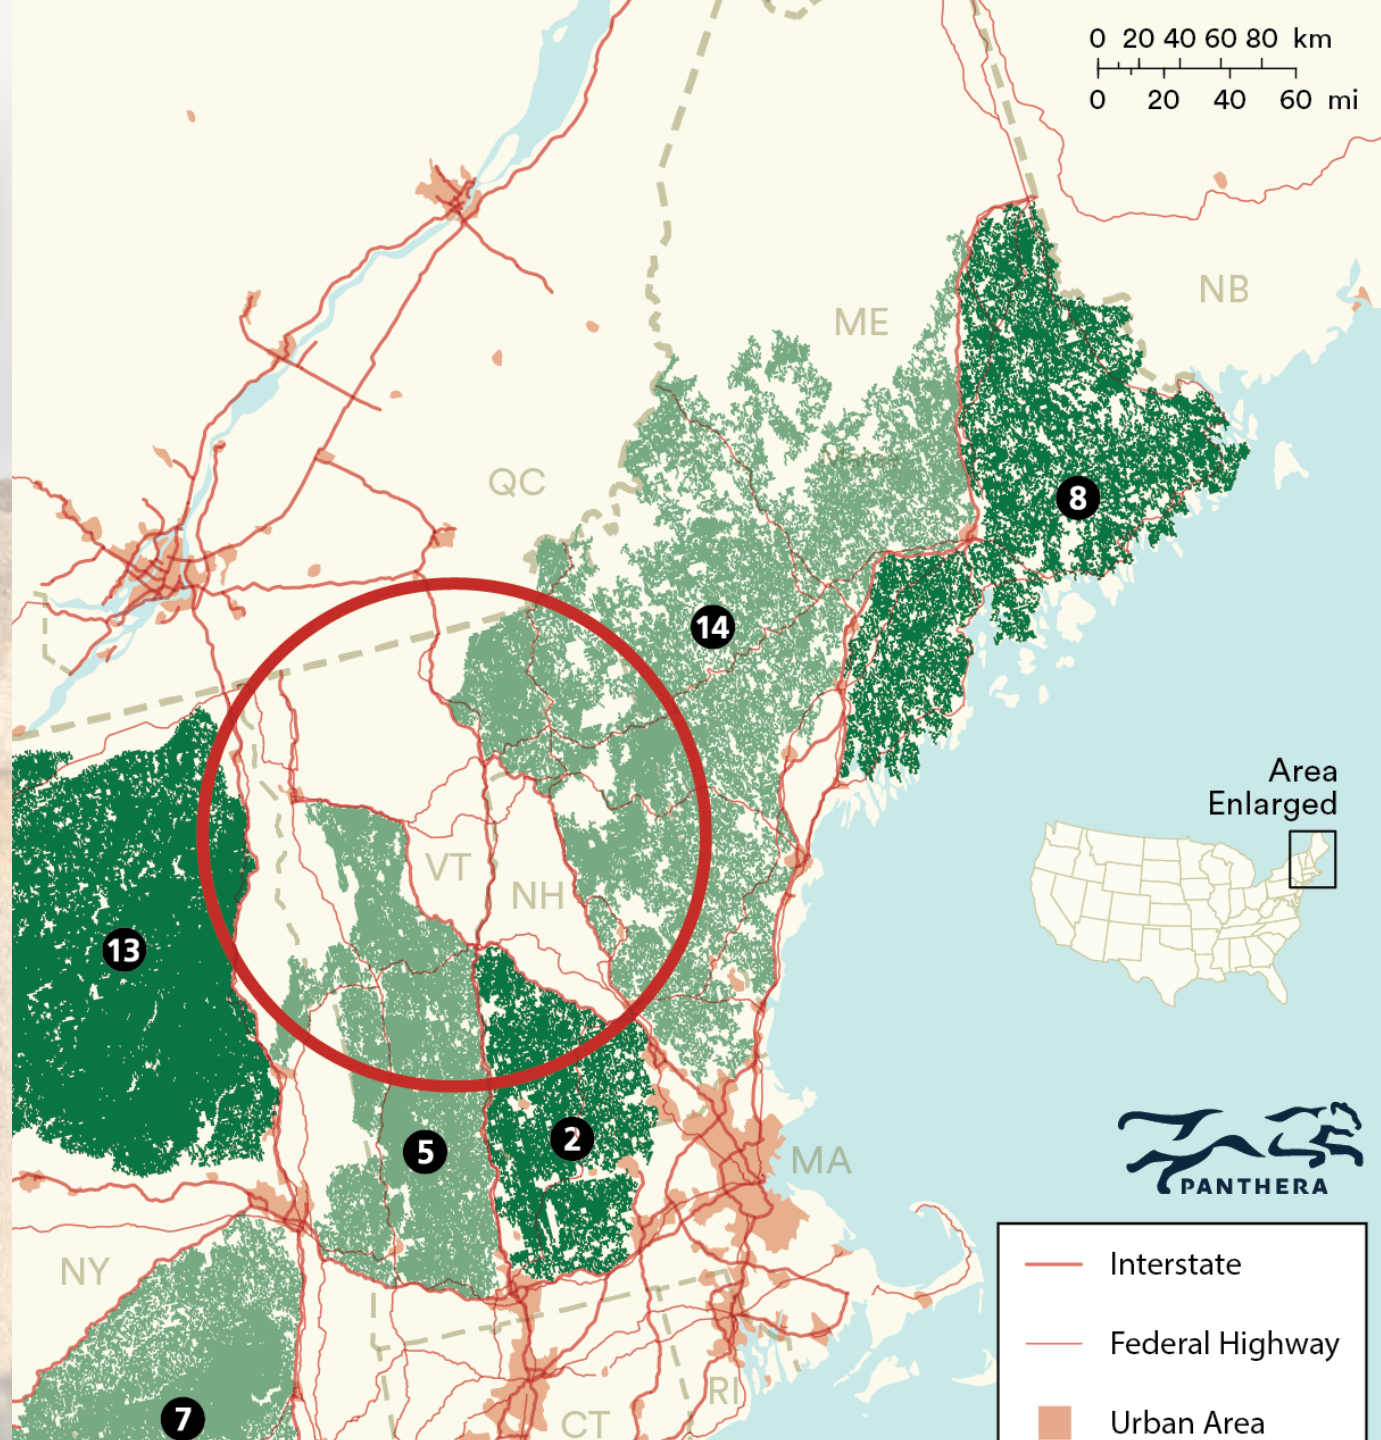 0 20 40 60 80 km
0 20 40 60 mi
NB
ME
QC
8
14
Area
Enlarged
VT
NH
13
5
2
MA
PANTHERA
NY
Interstate
Federal Highway
RI
7
CT
Urban Area